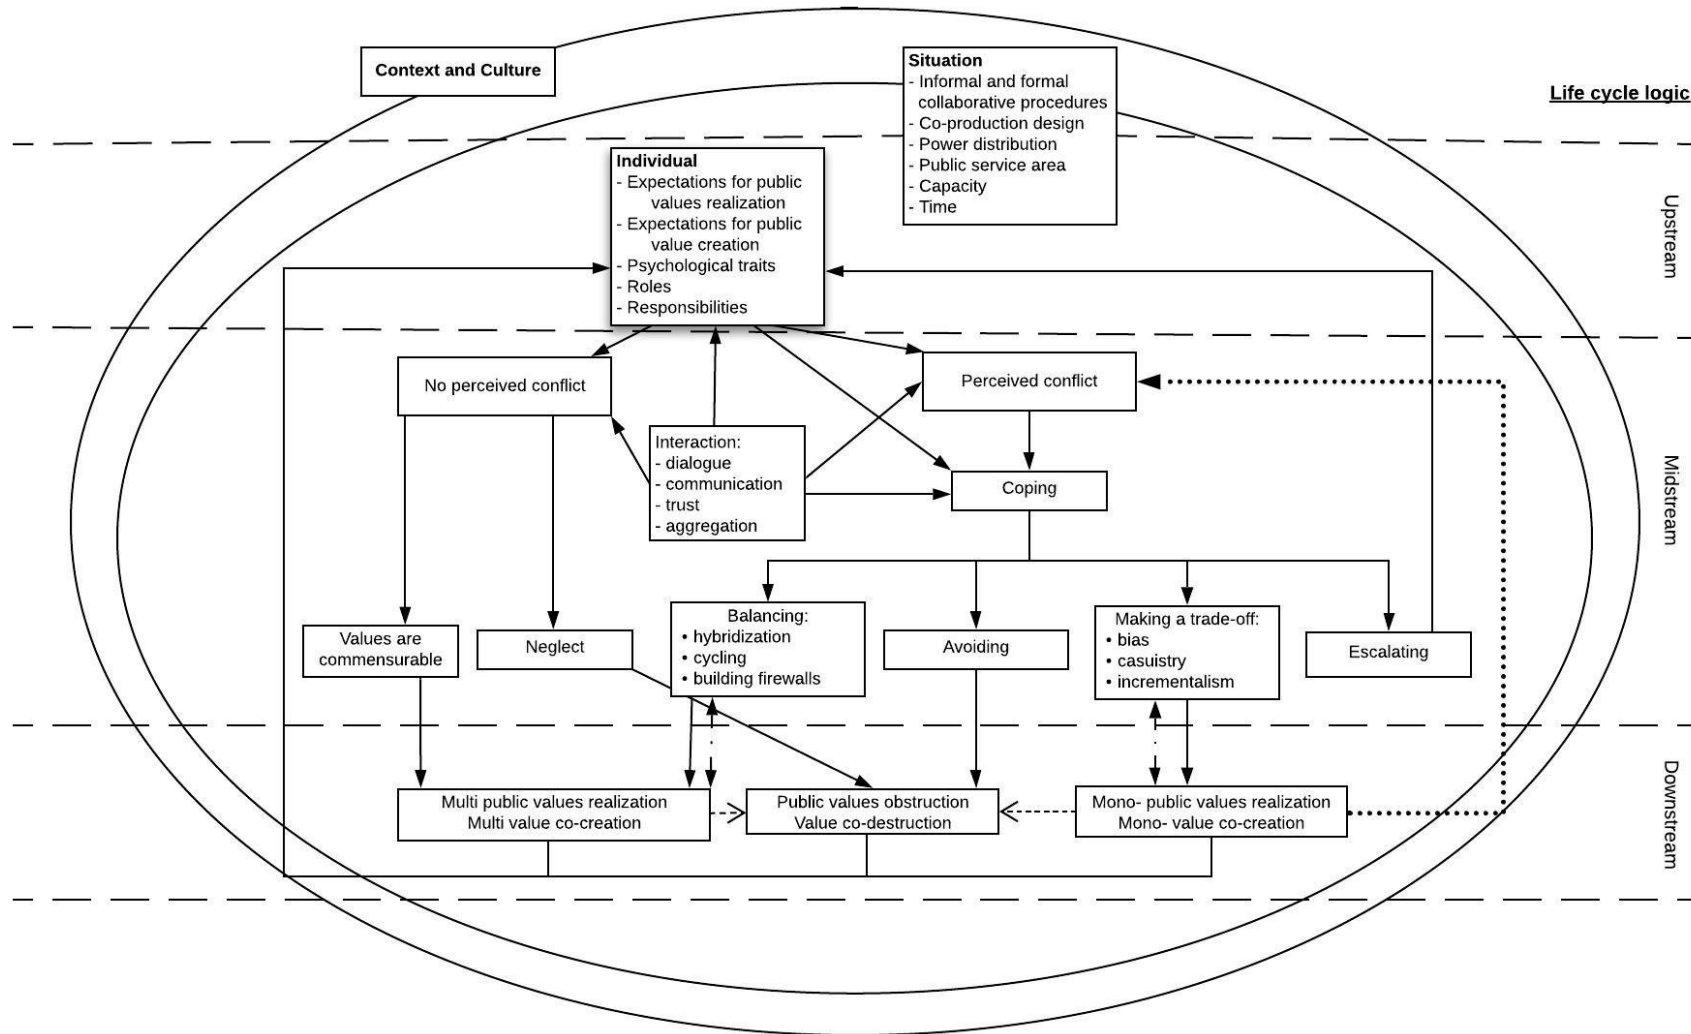 Context and Culture
Situation
- Informal and formal
collaborative procedures
- Co-production design
- Power distribution
- Public service area
- Capacity
- Time
Life cycle logic
Individual
- Expectations for public
values realization
- Expectations for public
value creation
- Psychological traits
- Roles
- Responsibilities
Upstream
No perceived conflict
Perceived conflict
Interaction:
- dialogue
- communication
- trust
- aggregation
Coping
Midstream
Values are
commensurable
Neglect
Balancing:
• hybridization
• cycling
• building firewalls
Avoiding
Making a trade-off:
• bias
• casuistry
• incrementalism
Escalating
Multi public values realization
Multi value co-creation
Public values obstruction
Value co-destruction
Mono- public values realization
Mono- value co-creation
Downstream